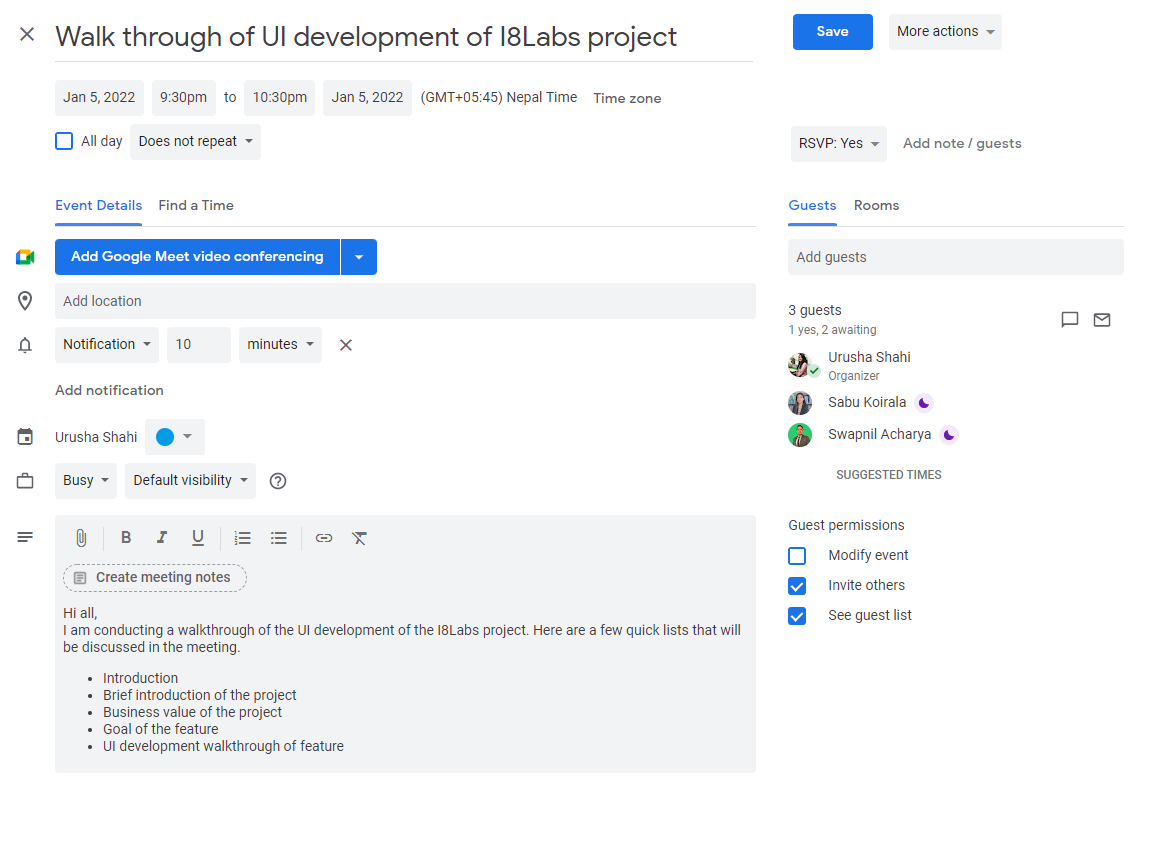 Walk through of UI development of I8Labs project
Save
More actions
Jan 5, 2022 9:30pm to 10:30pm Jan 5, 2022 (GMT+05:45) Nepal Time Time zone
All day Does not repeat
RSVP: Yes Add note / guests
Event Details Find a Time
Guests Rooms
Add Google Meet video conferencing
Add guests
Add location
3 guests
1 yes, 2 awaiting
Notification 10 minutes
Urusha Shahi
Organizer
Add notification
Sabu Koirala
Urusha Shahi
Swapnil Acharya
Busy Default visibility
SUGGESTED TIMES
Guest permissions
B I U
Modify event
Create meeting notes
Invite others
See guest list
Hi all,
I am conducting a walkthrough of the UI development of the I8Labs project. Here are a few quick lists that will
be discussed in the meeting.
• Introduction
• Brief introduction of the project
• Business value of the project
• Goal of the feature
• UI development walkthrough of feature